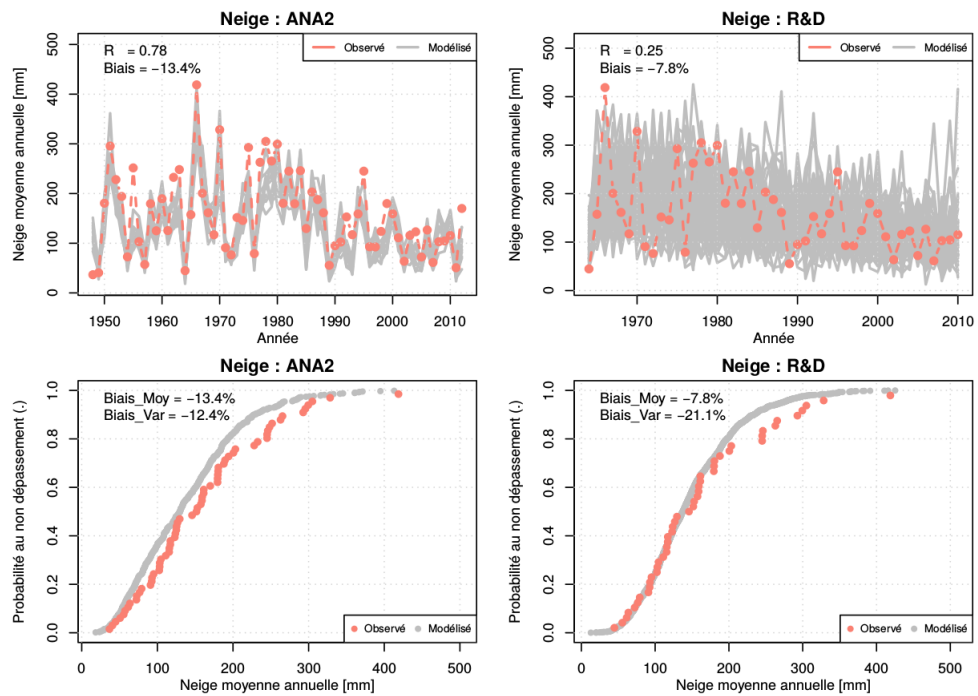 Neige : ANA2
R = 0.78
Biais = −13.4%
Observé
Modélisé
Neige moyenne annuelle [mm]
0
100
200
300
400
500
1950
1960
1970
1980
1990
2000
2010
Année
Neige : R&D
R = 0.25
Biais = −7.8%
Observé
Modélisé
Neige moyenne annuelle [mm]
0
100
200
300
400
500
1970
1980
1990
2000
2010
Année
Neige : ANA2
Biais_Moy = −13.4%
Biais_Var = −12.4%
Probabilité au non dépassement (.)
0.0
0.2
0.4
0.6
0.8
1.0
Observé
Modélisé
0
100
200
300
400
500
Neige moyenne annuelle [mm]
Neige : R&D
Biais_Moy = −7.8%
Biais_Var = −21.1%
Probabilité au non dépassement (.)
0.0
0.2
0.4
0.6
0.8
1.0
Observé
Modélisé
0
100
200
300
400
500
Neige moyenne annuelle [mm]